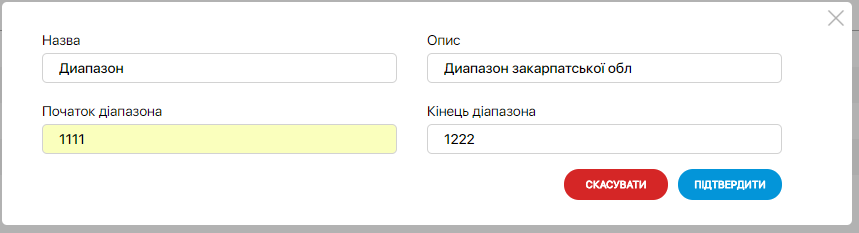 Назва
Опис
Диапазон
Диапазон закарпатської обл
Початок діапазона
Кінець діапазона
1111
1222
СКАСУВАТИ
ПІДТВЕРДИТИ